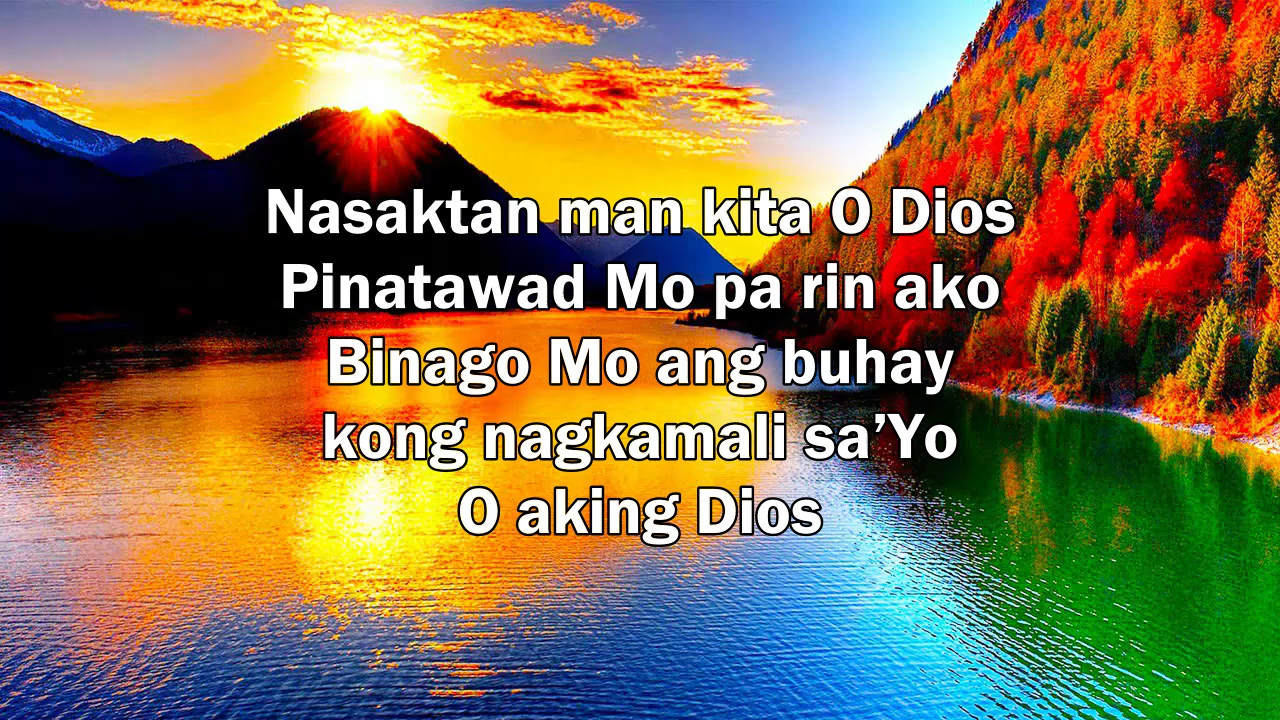 Nasaktan man kita O Dios
Pinatawad Mo pa rin ako
Binago Mo ang buhay
kong nagkamali sa’Yo
O aking Dios